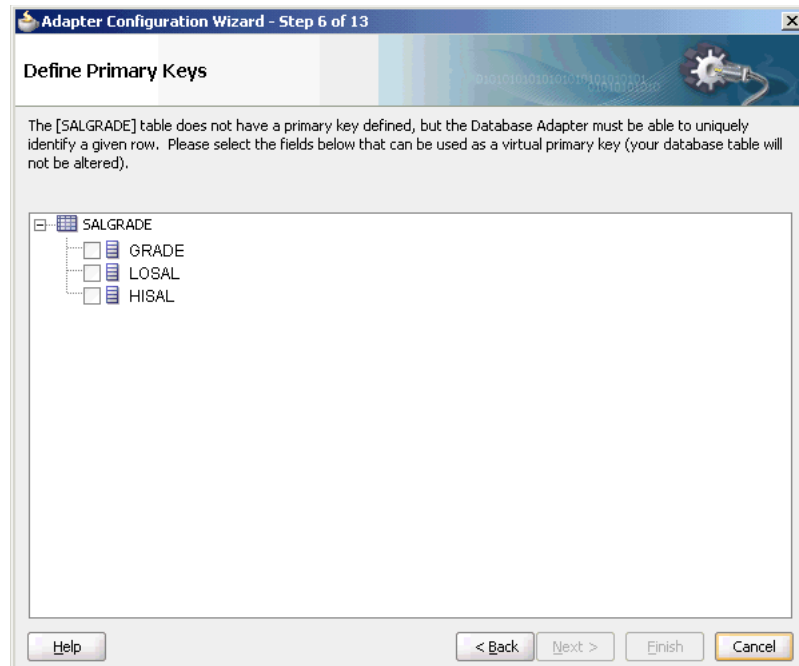 Adapter Configuration Wizard - Step 6 of 13
Define Primary Keys
The [SALGRADE] table does not have a primary key defined, but the Database Adapter must be able to uniquely
identify a given row. Please select the fields below that can be used as a virtual primary key (your database table will
not be altered).
SALGRADE
GRADE
LOSAL
HISAL
Help
< Back
Next >
Finish
Cancel